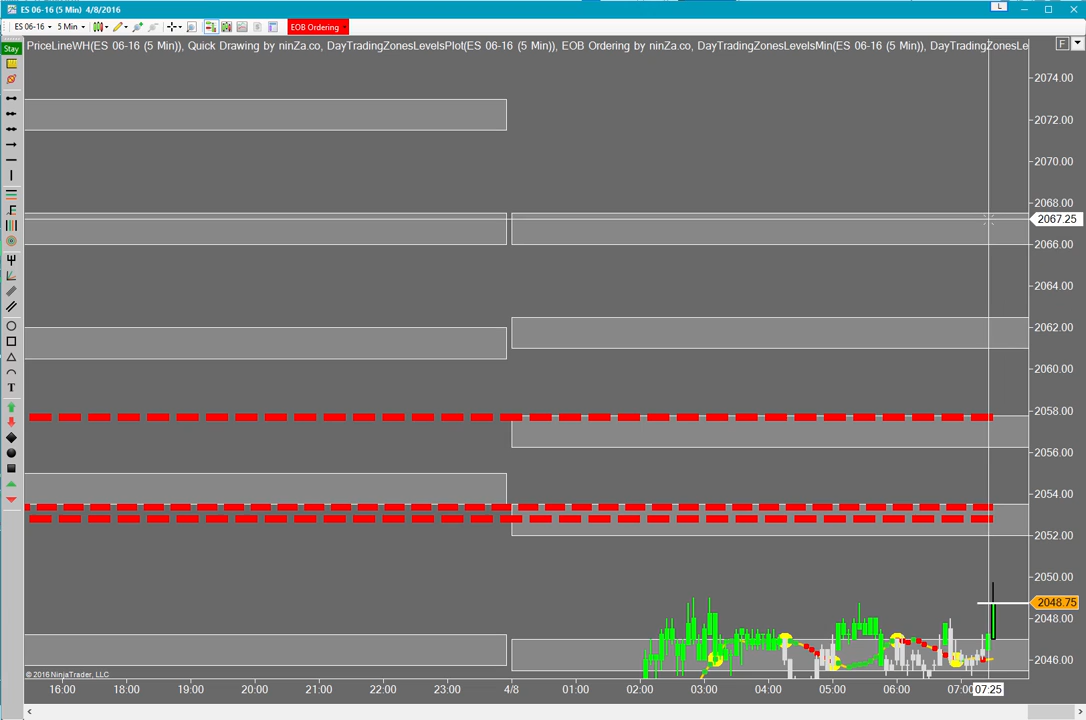 ES 06-16 (5 Min) 4/8/2016
L
ES 06-16 5 Min EOB Ordering
Stay
PriceLineWH(ES 06-16 (5 Min)), Quick Drawing by ninZa.co, DayTradingZonesLevelsPlot(ES 06-16 (5 Min)), EOB Ordering by ninZa.co, DayTradingZonesLevelsMin(ES 06-16 (5 Min)), DayTradingZonesLe
F
2074.00
2072.00
2070.00
2068.00
2067.25
2066.00
2064.00
2062.00
2060.00
2058.00
2056.00
2054.00
2052.00
2050.00
2048.75
2048.00
2046.00
T
© 2016 NinjaTrader, LLC
16:00 17:00 18:00 19:00 20:00 21:00 22:00 23:00 4/8 01:00 02:00 03:00 04:00 05:00 06:00 07:00 07:25